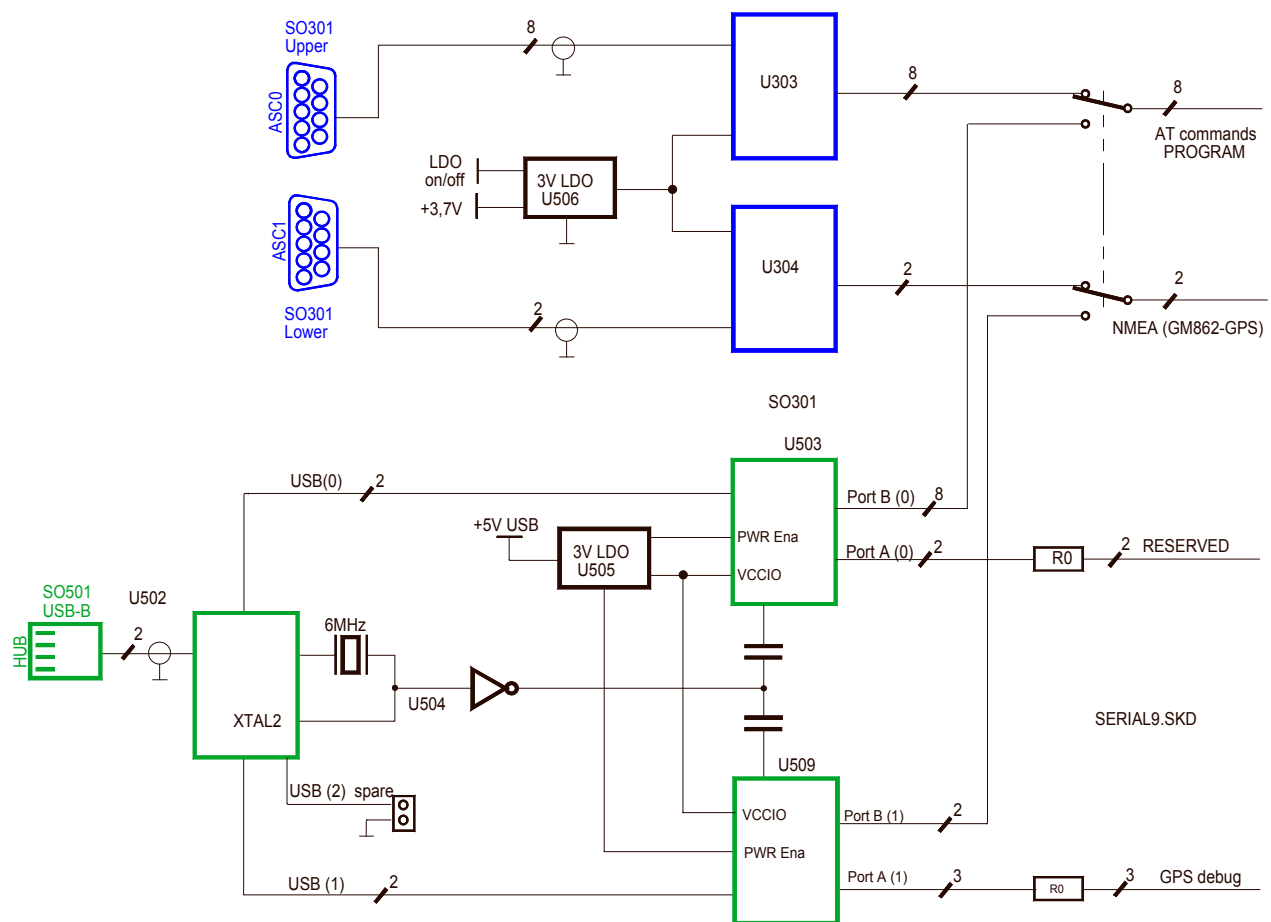 SO301
Upper
ASC0
8
U303
8
8
AT commands
PROGRAM
LDO
on/off
+3,7V
3V LDO
U506
ASC1
SO301
Lower
2
U304
2
2
NMEA (GM862-GPS)
SO301
U503
USB(0)
2
+5V USB
3V LDO
U505
PWR Ena
VCCIO
Port B (0)
8
Port A (0)
2
R0
2
RESERVED
SO501
USB-B
HUB
2
U502
6MHz
XTAL2
U504
SERIAL9.SKD
USB (2) spare
U509
VCCIO
PWR Ena
Port B (1)
2
USB (1)
2
Port A (1)
3
R0
3
GPS debug